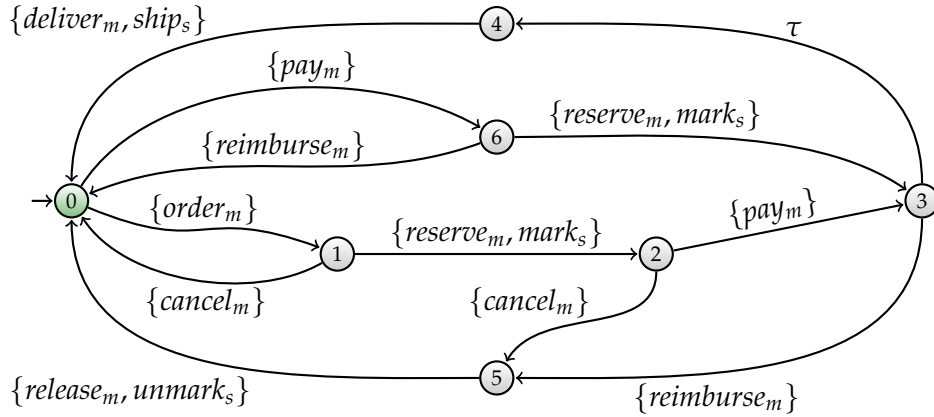 {deliver_m, ship_s}
4
τ
{pay_m}
{reserve_m, mark_s}
6
{reimburse_m}
0
{order_m}
{pay_m}
3
{reserve_m, mark_s}
1
2
{cancel_m}
{cancel_m}
5
{release_m, unmark_s}
{reimburse_m}